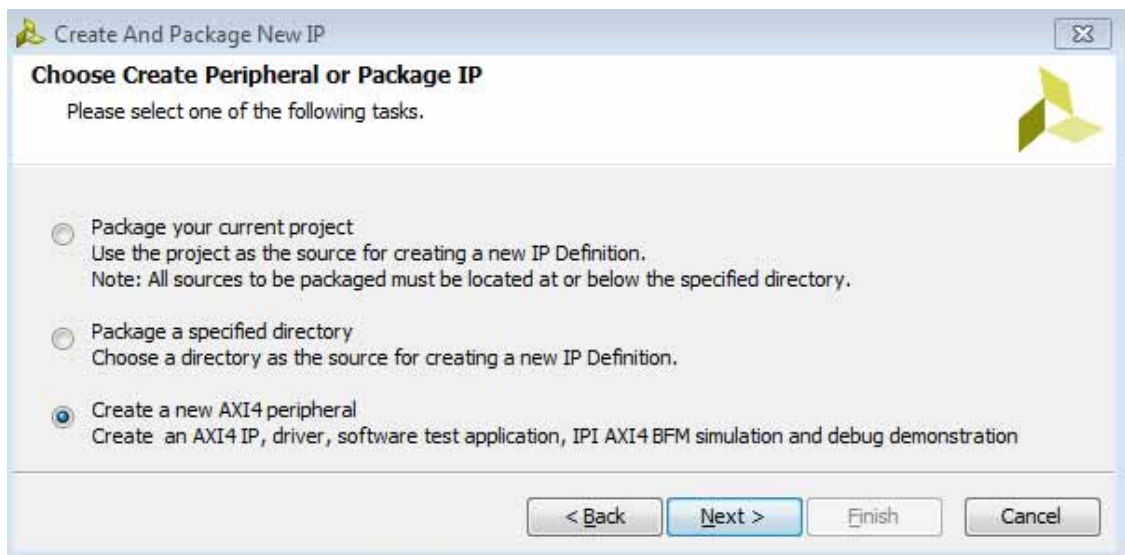 Create And Package New IP
Choose Create Peripheral or Package IP
Please select one of the following tasks.
Package your current project
Use the project as the source for creating a new IP Definition.
Note: All sources to be packaged must be located at or below the specified directory.
Package a specified directory
Choose a directory as the source for creating a new IP Definition.
Create a new AXI4 peripheral
Create an AXI4 IP, driver, software test application, IPI AXI4 BFM simulation and debug demonstration
< Back Next > Finish Cancel